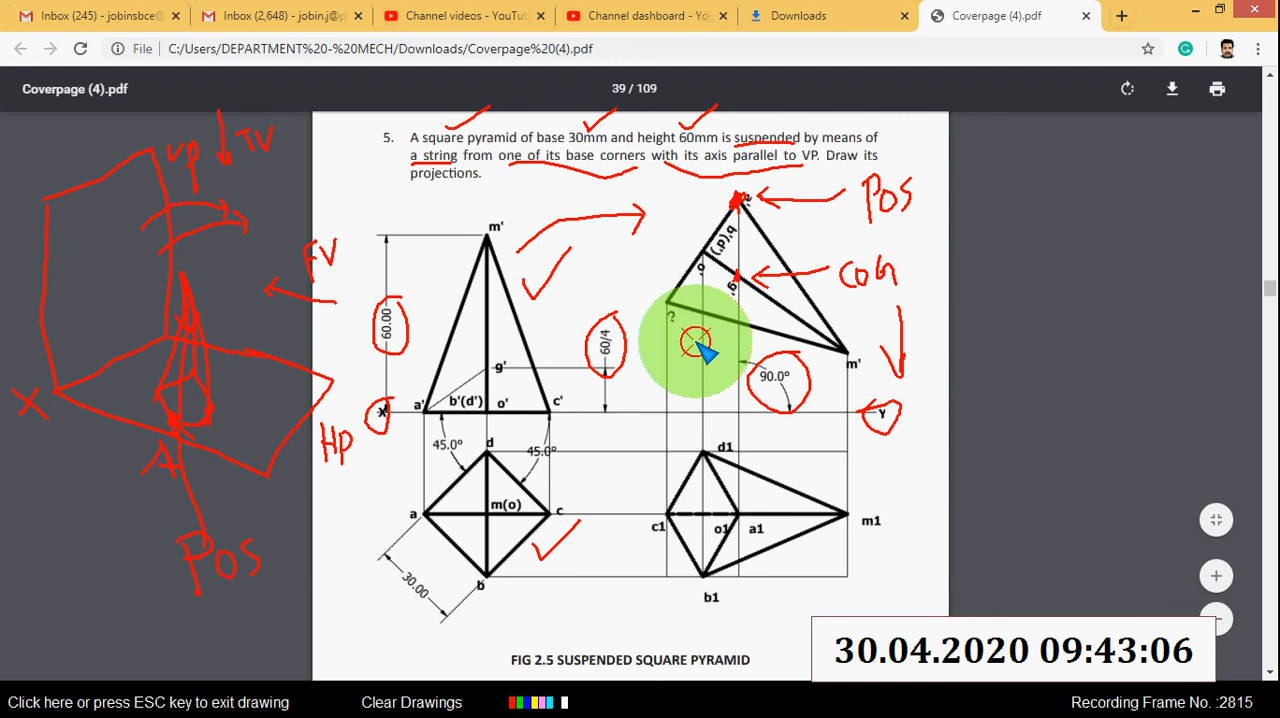 Inbox (245) - jobinsbce@
Inbox (2,648) - jobin.j@p
Channel videos - YouTub
Channel dashboard - YouTu
Downloads
Coverpage (4).pdf
File
C:/Users/DEPARTMENT%20-%20MECH/Downloads/Coverpage%20(4).pdf
Coverpage (4).pdf
39 / 109
5. A square pyramid of base 30mm and height 60mm is suspended by means of
a string from one of its base corners with its axis parallel to VP. Draw its
projections.
VP
TV
FV
X
HP
A
POS
POS
COG
m'
60.00
60/4
g'
a'
b'(d')
o'
c'
X
Y
a'
b'(p')
o'
g'
?
m'
90.0°
45.0°
45.0°
d
a
m(o)
c
b
30.00
d1
c1
o1
a1
m1
b1
FIG 2.5 SUSPENDED SQUARE PYRAMID
30.04.2020 09:43:06
Click here or press ESC key to exit drawing
Clear Drawings
Recording Frame No. :2815